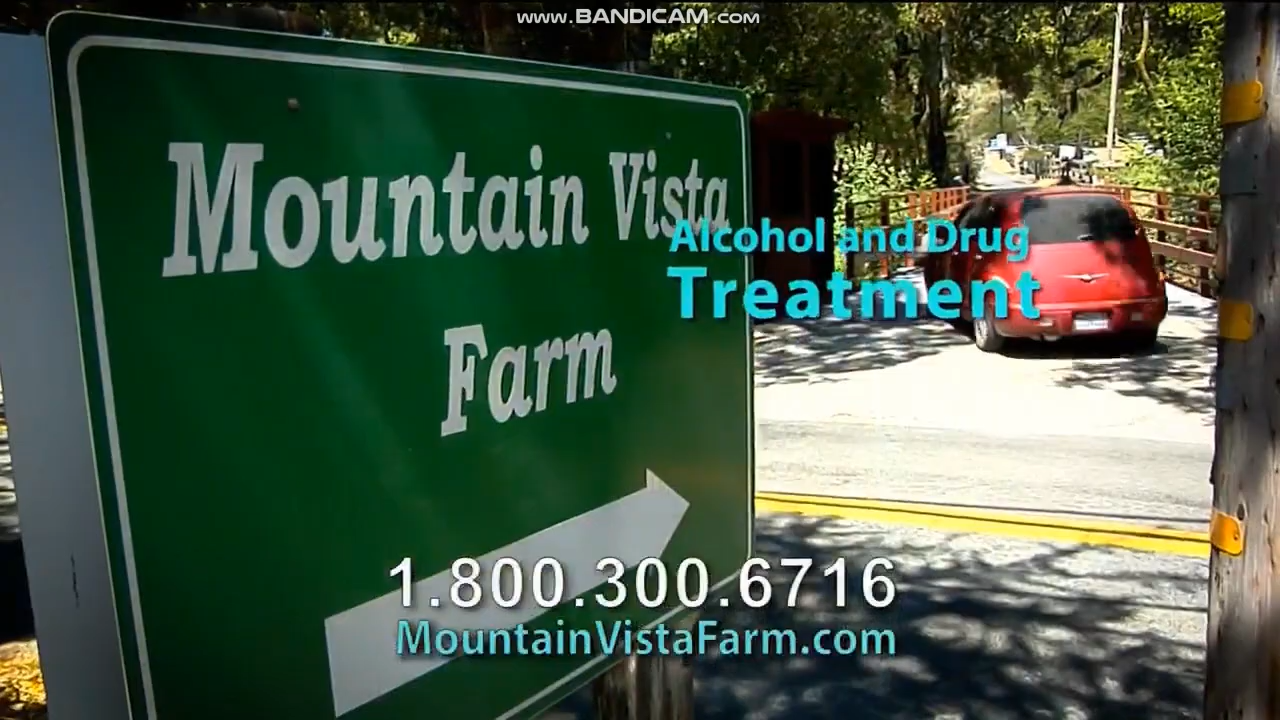 www.BANDICAM.com
Mountain Vista
Farm
Alcohol and Drug
Treatment
1.800.300.6716
MountainVistaFarm.com